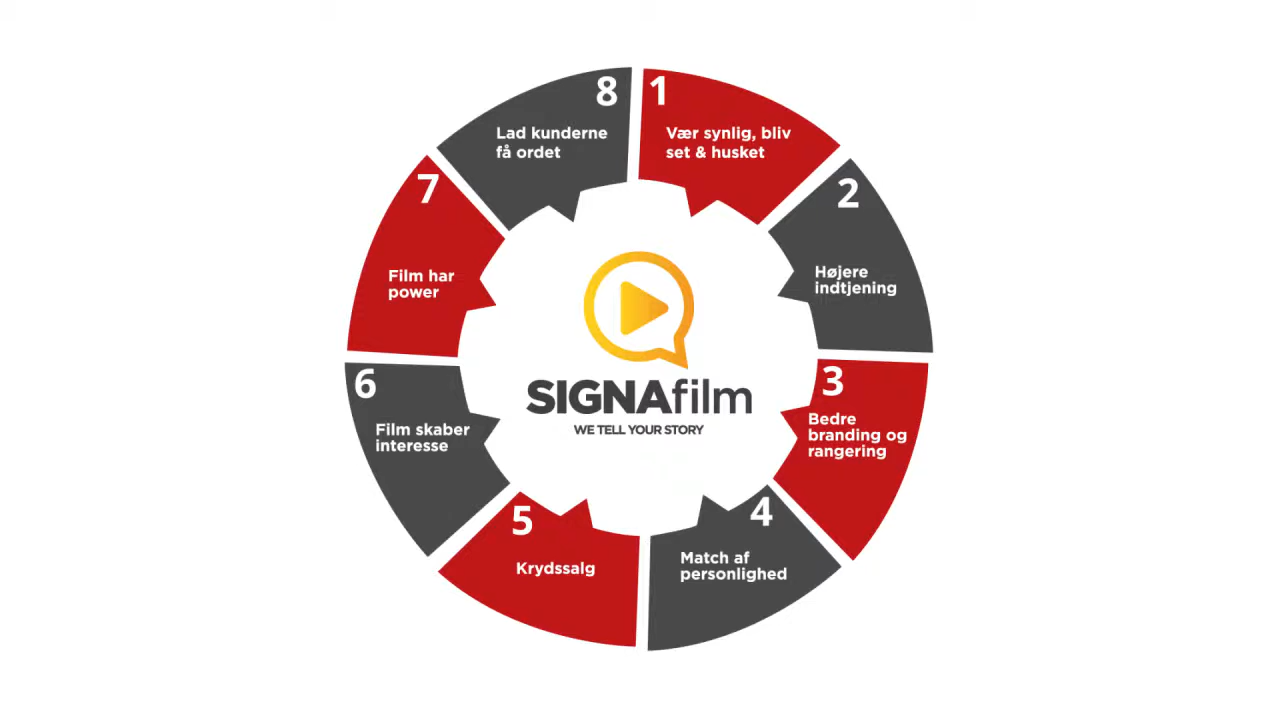 1
Vær synlig, bliv
set & husket
2
Højere
indtjening
3
Bedre
branding og
rangering
4
Match af
personlighed
5
Krydssalg
6
Film skaber
interesse
7
Film har
power
8
Lad kunderne
få ordet
SIGNAfilm
WE TELL YOUR STORY